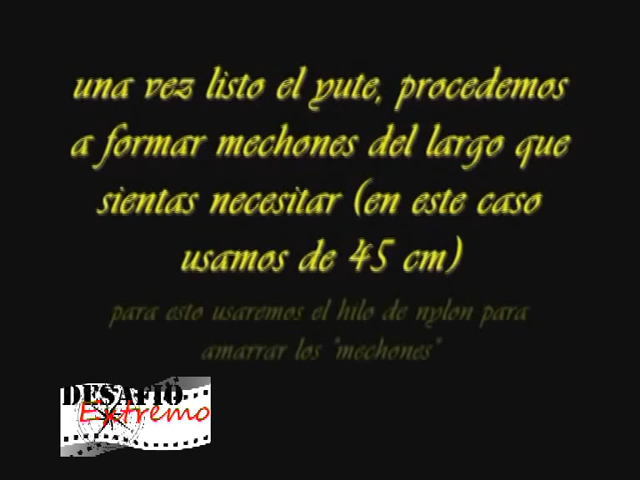 una vez listo el yute, procedemos
a formar mechones del largo que
sientas necesitar (en este caso
usamos de 45 cm)
para esto usaremos el hilo de nylon para
amarrar los "mechones"
DESAFIO
Extremo